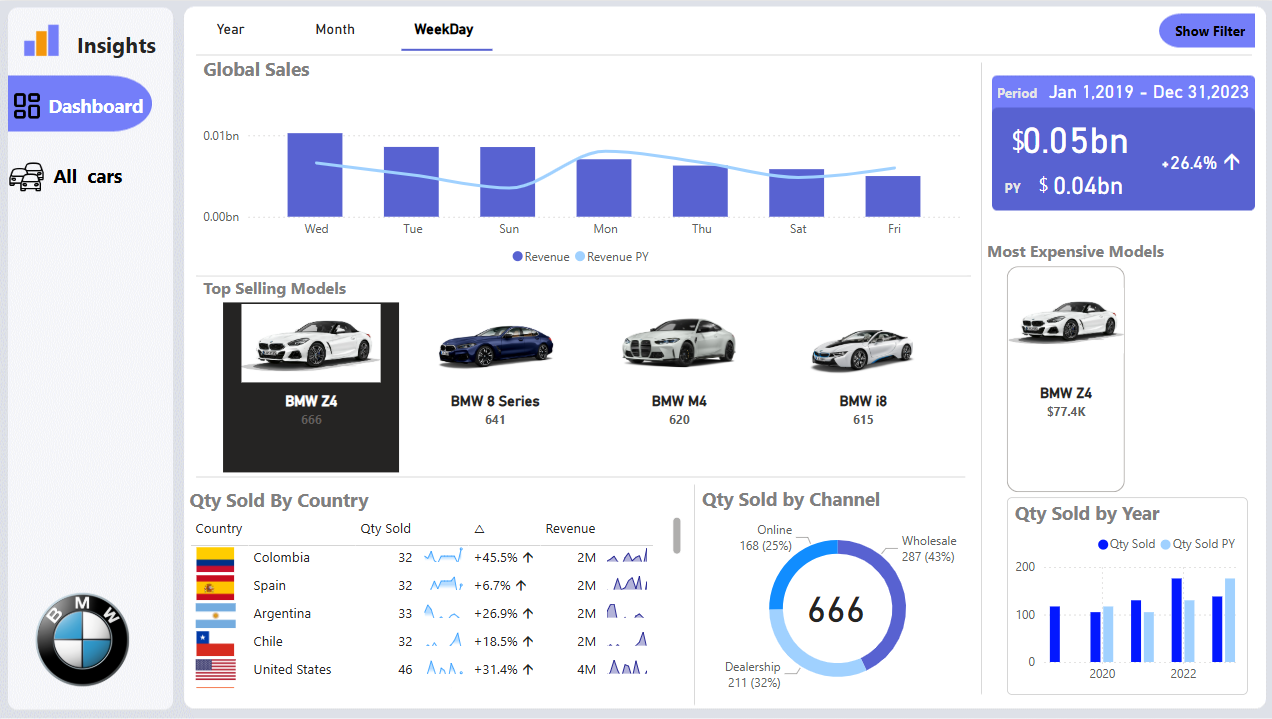 Insights
Dashboard
All cars
BMW
Year Month WeekDay
Show Filter
Global Sales
0.01bn
0.00bn
Wed Tue Sun Mon Thu Sat Fri
Revenue Revenue PY
Period Jan 1,2019 - Dec 31,2023
$0.05bn
+26.4%
PY $ 0.04bn
Top Selling Models
BMW Z4
666
BMW 8 Series
641
BMW M4
620
BMW i8
615
Most Expensive Models
BMW Z4
$77.4K
Qty Sold By Country
Country Qty Sold △ Revenue
Colombia 32 +45.5% 2M
Spain 32 +6.7% 2M
Argentina 33 +26.9% 2M
Chile 32 +18.5% 2M
United States 46 +31.4% 4M
Qty Sold by Channel
Online
168 (25%)
Wholesale
287 (43%)
666
Dealership
211 (32%)
Qty Sold by Year
Qty Sold Qty Sold PY
200
100
0
2020 2022